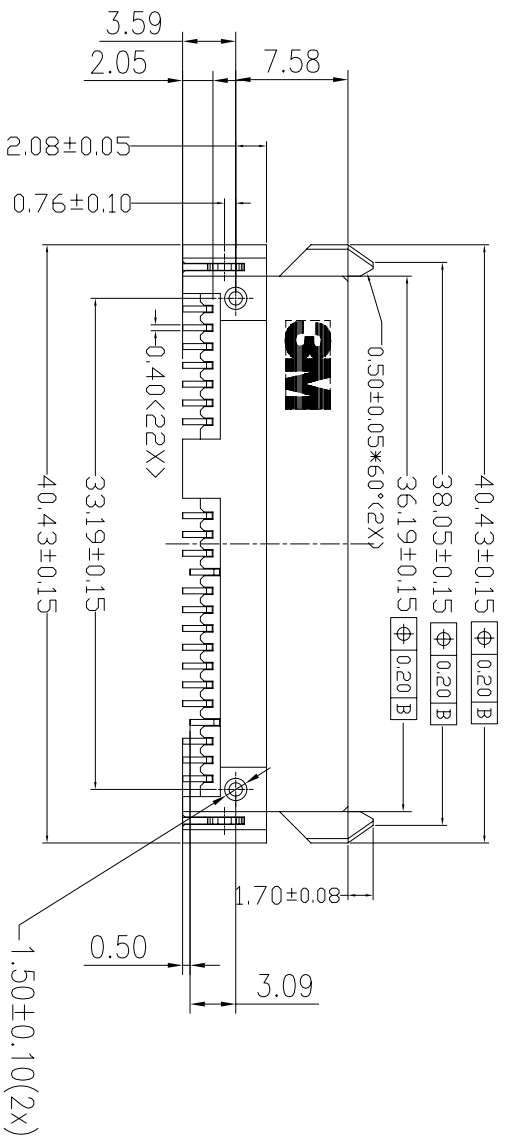 3.59
2.05
7.58
2.08±0.05
0.76±0.10
40.43±0.15 ⌖ 0.20 B
38.05±0.15 ⌖ 0.20 B
36.19±0.15 ⌖ 0.20 B
0.50±0.05*60°(2X)
3M
0.40<22X>
33.19±0.15
40.43±0.15
1.70±0.08
0.50
3.09
1.50±0.10(2x)